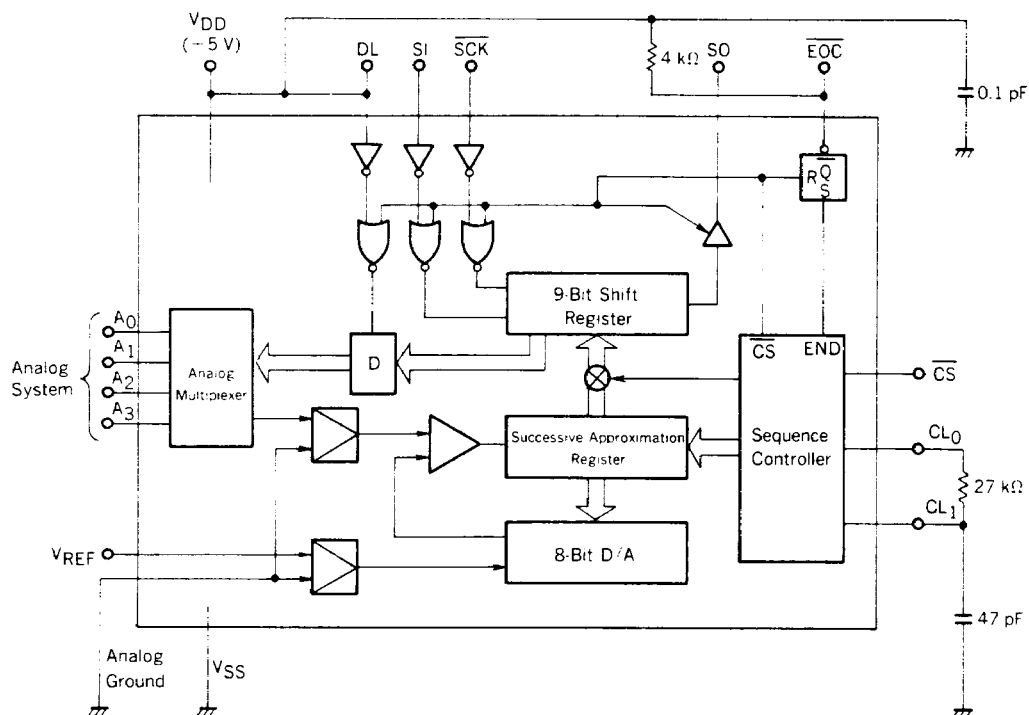 VDD
(−5 V)
DL
SI
SCK
4 kΩ
SO
EOC
0.1 pF
R Q
S
9-Bit Shift
Register
A0
A1
A2
A3
Analog
System
Analog
Multiplexer
D
CS
END
CS
Successive Approximation
Register
Sequence
Controller
CL0
27 kΩ
CL1
VREF
8-Bit D/A
47 pF
Analog
Ground
VSS